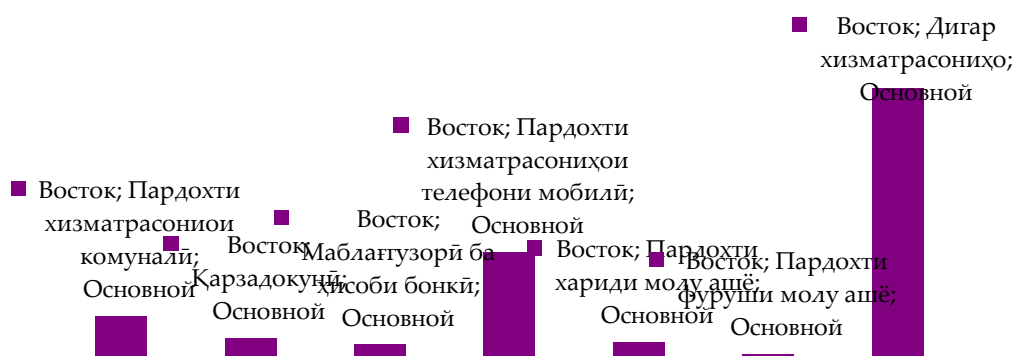 Восток; Пардохти
хизматрасониои
комуналӣ;
Основной
Восток;
Қарзадокунӣ;
Основной
Восток;
Маблағгузорӣ ба
ҳисоби бонкӣ;
Основной
Восток; Пардохти
хизматрасониҳои
телефони мобилӣ;
Основной
Восток; Пардохти
хариди молу ашё;
Основной
Восток; Пардохти
фуруши молу ашё;
Основной
Восток; Дигар
хизматрасониҳо;
Основной